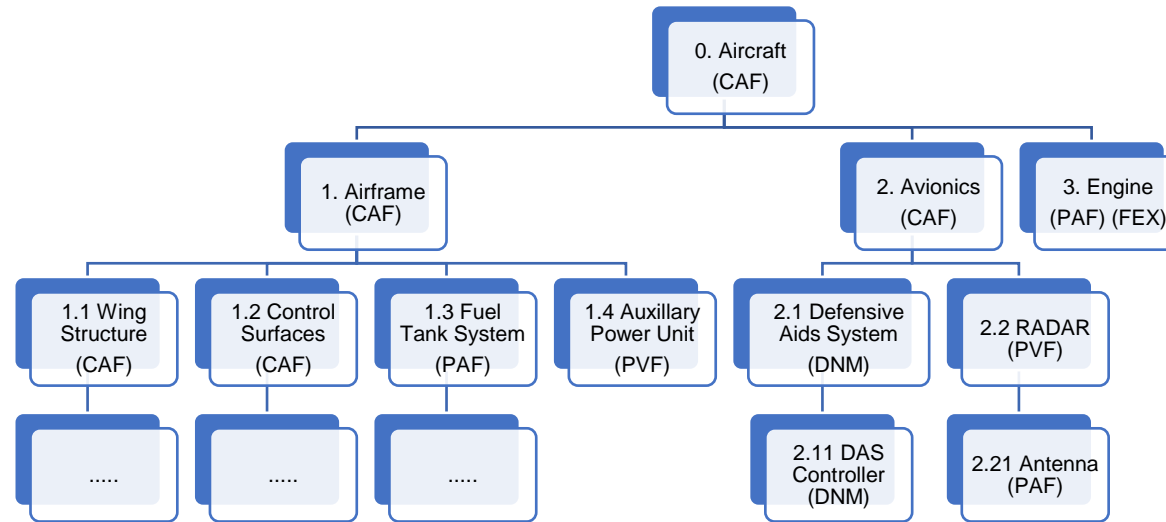 0. Aircraft
(CAF)
1. Airframe
(CAF)
2. Avionics
(CAF)
3. Engine
(PAF) (FEX)
1.1 Wing
Structure
(CAF)
1.2 Control
Surfaces
(CAF)
1.3 Fuel
Tank System
(PAF)
1.4 Auxillary
Power Unit
(PVF)
2.1 Defensive
Aids System
(DNM)
2.2 RADAR
(PVF)
.....
.....
.....
2.11 DAS
Controller
(DNM)
2.21 Antenna
(PAF)